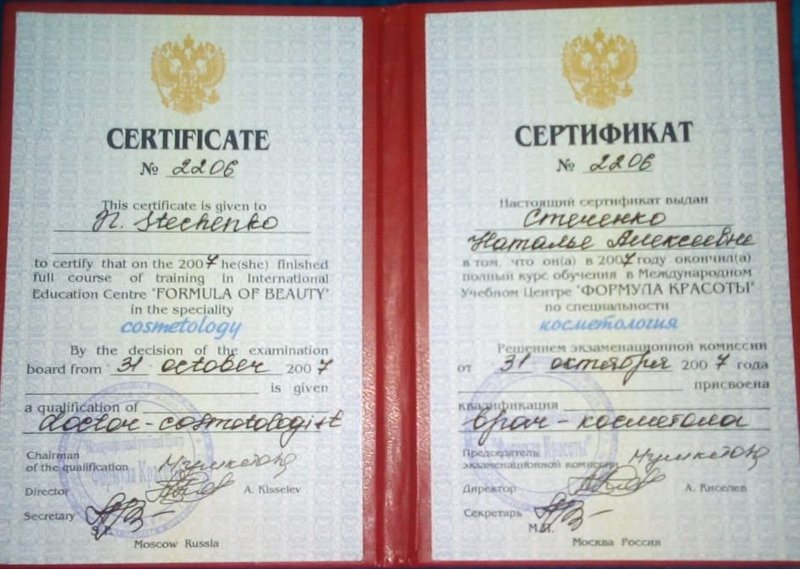 CERTIFICATE
№ 2206
This certificate is given to
N. Stechenko
to certify that on the 2007 he(she) finished
full course of training in International
Education Centre "FORMULA OF BEAUTY"
in the speciality
cosmetology
By the decision of the examination
board from 31 october 2007
is given
a qualification of
doctor-cosmetologist
Chairman
of the qualification
Director A. Kisselev
Secretary
Moscow Russia
СЕРТИФИКАТ
№ 2206
Настоящий сертификат выдан
Стеченко
Наталье Алексеевне
в том, что он(а) в 2007 году окончил(а)
полный курс обучения в Международном
Учебном Центре "ФОРМУЛА КРАСОТЫ"
по специальности
косметология
Решением экзаменационной комиссии
от 31 октября 2007 года
присвоена
квалификация
врач-косметолог
Председатель
экзаменационной комиссии
Директор А. Киселев
Секретарь
М.П.
Москва Россия